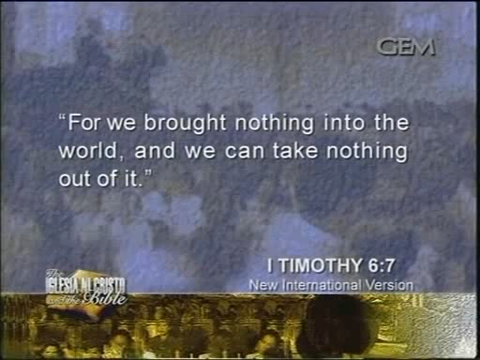 GEM
“For we brought nothing into the
world, and we can take nothing
out of it.”
I TIMOTHY 6:7
New International Version
The
IGLESIA NI CRISTO
and the Bible